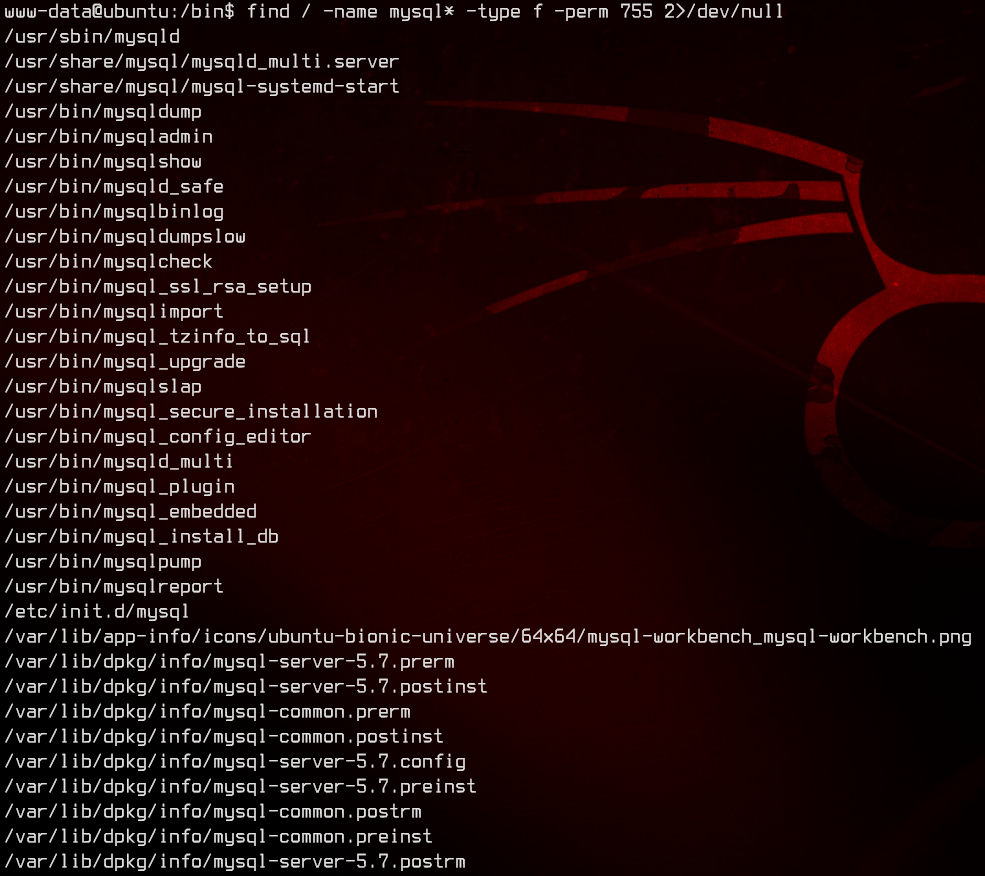 www-data@ubuntu:/bin$ find / -name mysql* -type f -perm 755 2>/dev/null
/usr/sbin/mysqld
/usr/share/mysql/mysqld_multi.server
/usr/share/mysql/mysql-systemd-start
/usr/bin/mysqldump
/usr/bin/mysqladmin
/usr/bin/mysqlshow
/usr/bin/mysqld_safe
/usr/bin/mysqlbinlog
/usr/bin/mysqldumpslow
/usr/bin/mysqlcheck
/usr/bin/mysql_ssl_rsa_setup
/usr/bin/mysqlimport
/usr/bin/mysql_tzinfo_to_sql
/usr/bin/mysql_upgrade
/usr/bin/mysqlslap
/usr/bin/mysql_secure_installation
/usr/bin/mysql_config_editor
/usr/bin/mysqld_multi
/usr/bin/mysql_plugin
/usr/bin/mysql_embedded
/usr/bin/mysql_install_db
/usr/bin/mysqlpump
/usr/bin/mysqlreport
/etc/init.d/mysql
/var/lib/app-info/icons/ubuntu-bionic-universe/64x64/mysql-workbench_mysql-workbench.png
/var/lib/dpkg/info/mysql-server-5.7.prerm
/var/lib/dpkg/info/mysql-server-5.7.postinst
/var/lib/dpkg/info/mysql-common.prerm
/var/lib/dpkg/info/mysql-common.postinst
/var/lib/dpkg/info/mysql-server-5.7.config
/var/lib/dpkg/info/mysql-server-5.7.preinst
/var/lib/dpkg/info/mysql-common.postrm
/var/lib/dpkg/info/mysql-common.preinst
/var/lib/dpkg/info/mysql-server-5.7.postrm